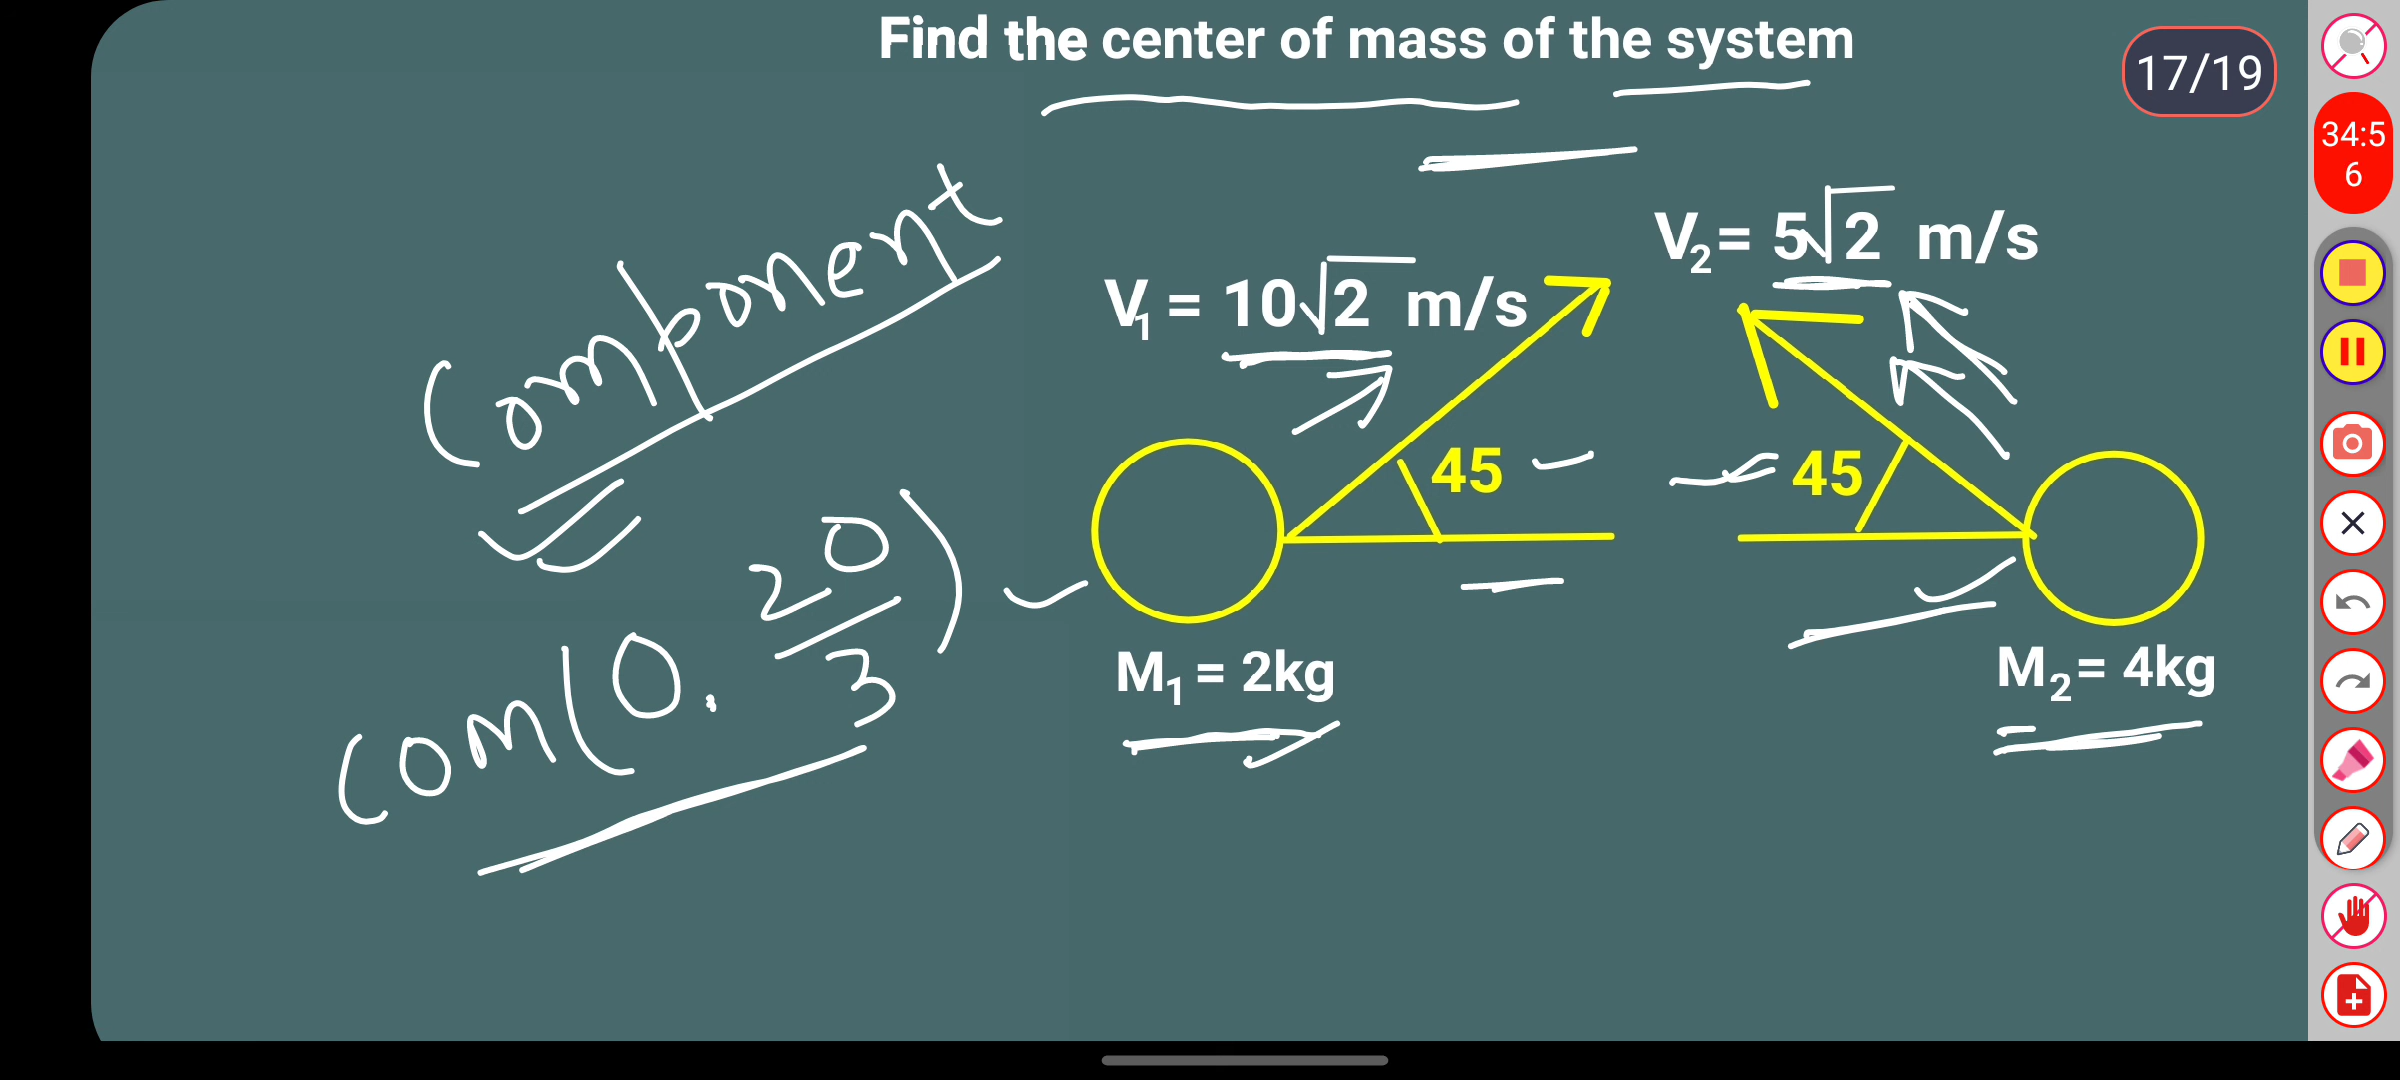 Find the center of mass of the system
17/19
34:5
6
Component
V₁ = 10√2 m/s
V₂ = 5√2 m/s
45
45
COM(0, 20/3)
M₁ = 2kg
M₂ = 4kg